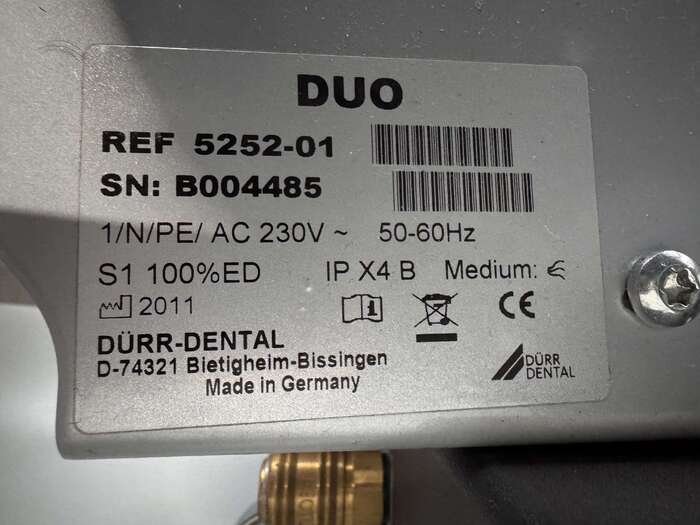 DUO
REF 5252-01
SN: B004485
1/N/PE/ AC 230V ~ 50-60Hz
S1 100%ED IP X4 B Medium:
2011
CE
DÜRR-DENTAL
D-74321 Bietigheim-Bissingen
Made in Germany
DÜRR
DENTAL